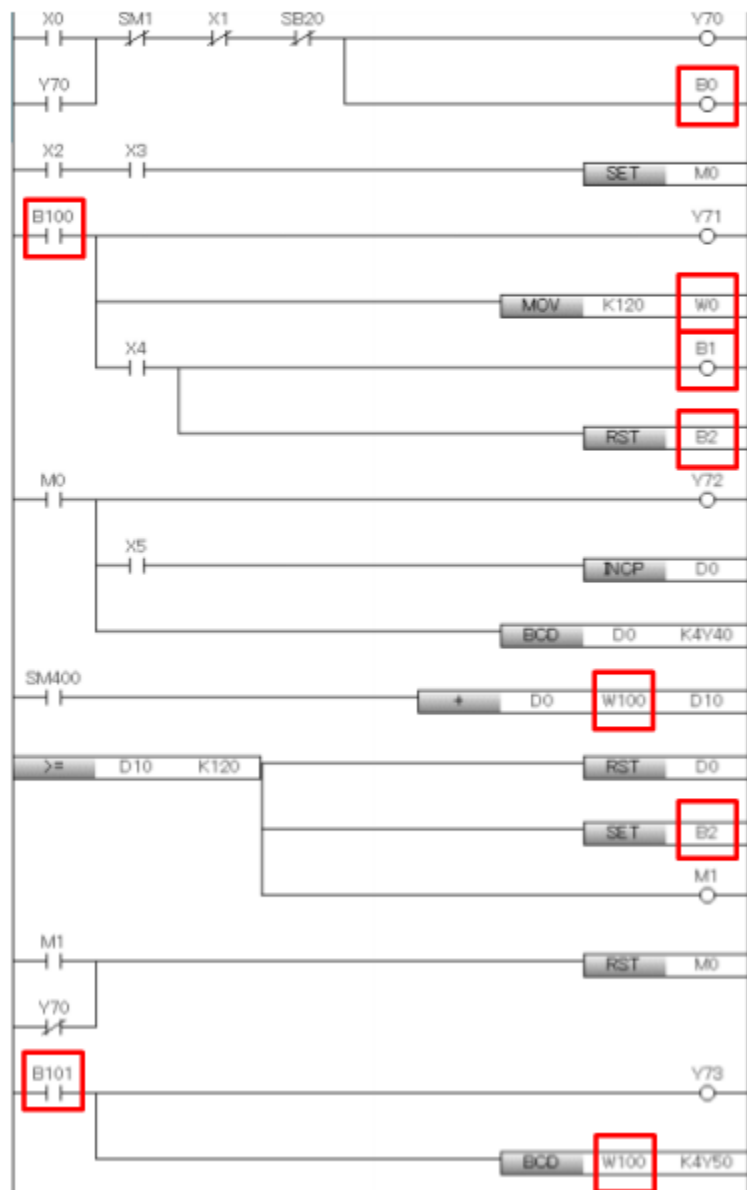 X0 SM1 X1 SB20 Y70
Y70 B0
X2 X3
SET M0
B100 Y71
MOV K120 W0
X4 B1
RST B2
M0 Y72
X5
INCP D0
BCD D0 K4Y40
SM400
+ D0 W100 D10
>= D10 K120 RST D0
SET B2
M1
M1
RST M0
Y70
B101 Y73
BCD W100 K4Y50